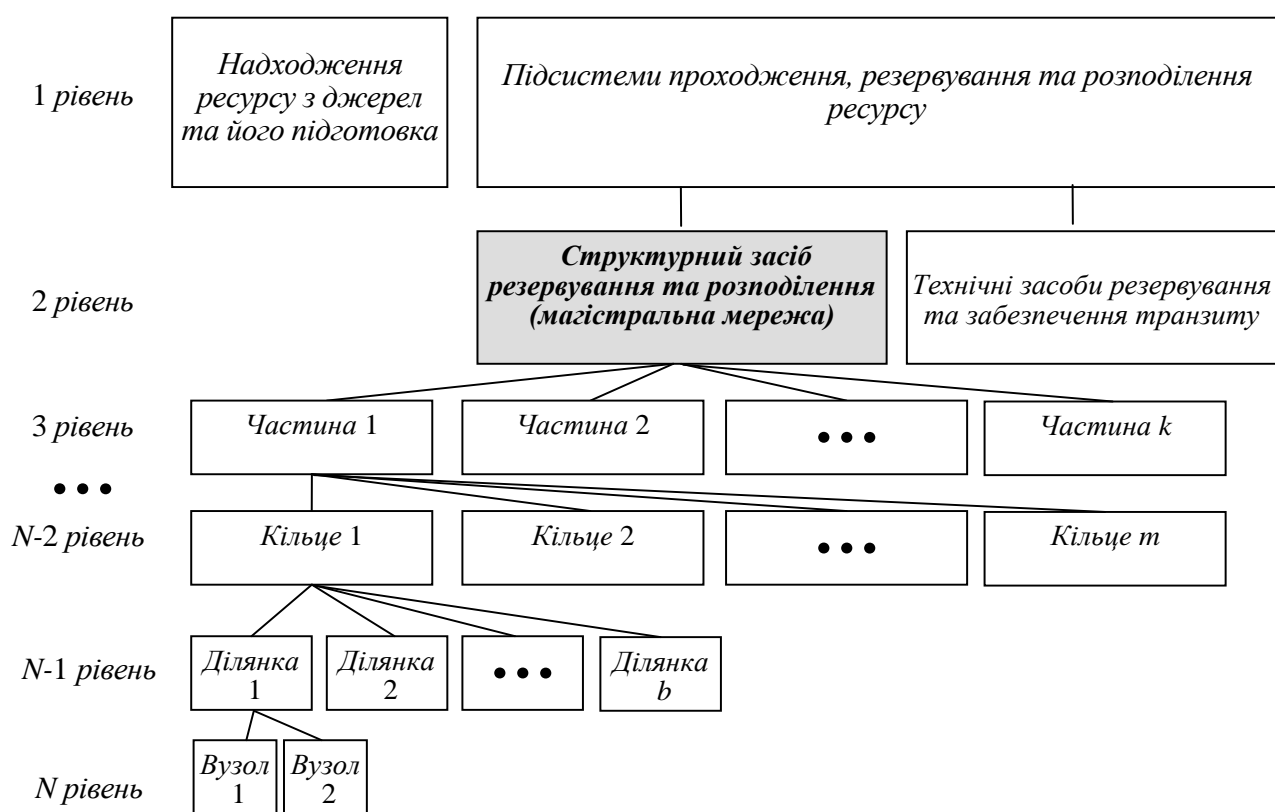 1 рівень
Надходження
ресурсу з джерел
та його підготовка
Підсистеми проходження, резервування та розподілення
ресурсу
2 рівень
Структурний засіб
резервування та розподілення
(магістральна мережа)
Технічні засоби резервування
та забезпечення транзиту
3 рівень
Частина 1
Частина 2
•••
Частина k
•••
N-2 рівень
Кільце 1
Кільце 2
•••
Кільце m
N-1 рівень
Ділянка
1
Ділянка
2
•••
Ділянка
b
N рівень
Вузол
1
Вузол
2